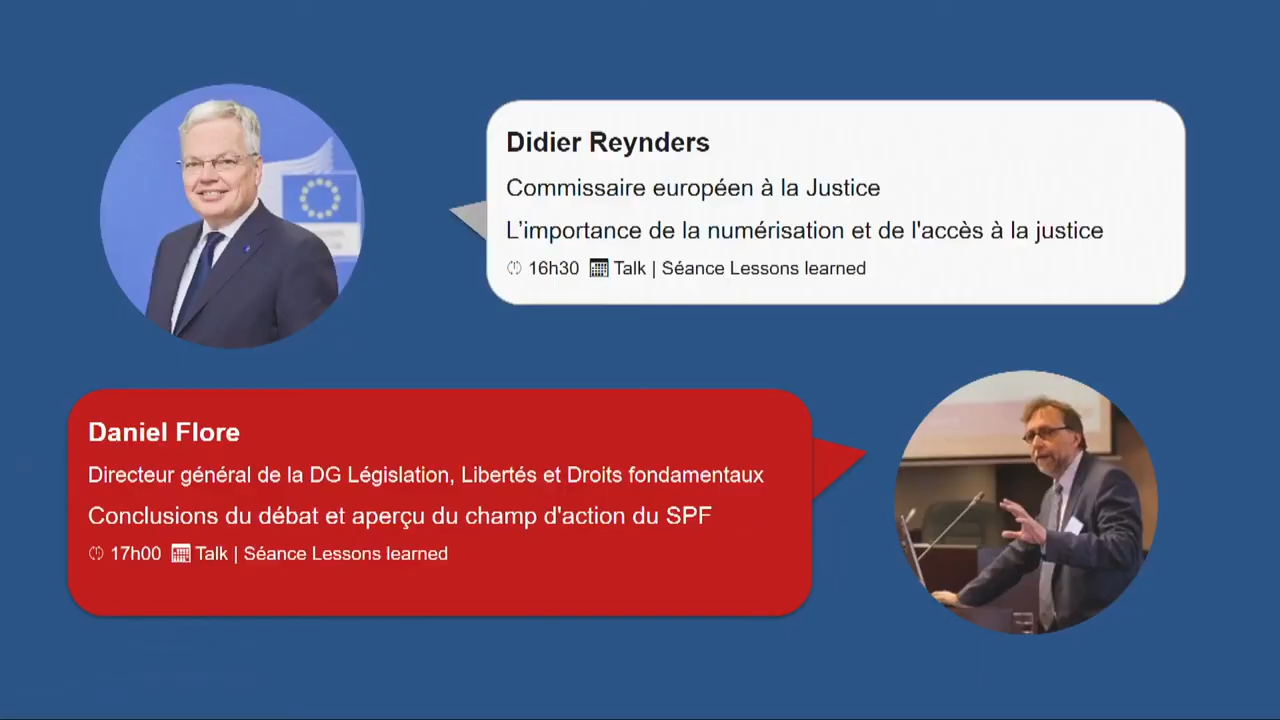 Didier Reynders
Commissaire européen à la Justice
L’importance de la numérisation et de l'accès à la justice
16h30 Talk | Séance Lessons learned
Daniel Flore
Directeur général de la DG Législation, Libertés et Droits fondamentaux
Conclusions du débat et aperçu du champ d'action du SPF
17h00 Talk | Séance Lessons learned